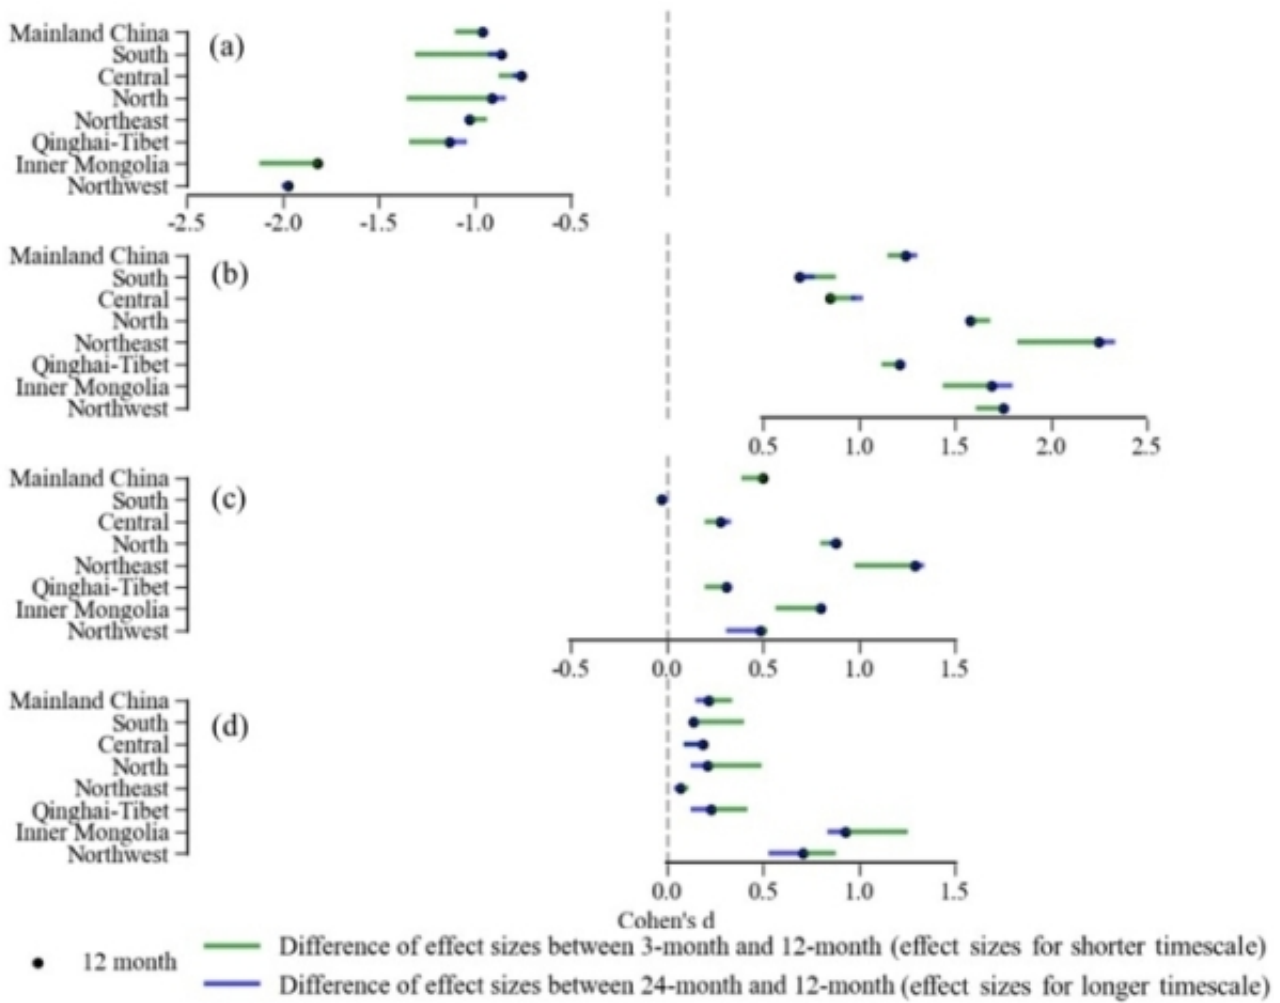 Mainland China
(a)
South
Central
North
Northeast
Qinghai-Tibet
Inner Mongolia
Northwest
-2.5 -2.0 -1.5 -1.0 -0.5
Mainland China
(b)
South
Central
North
Northeast
Qinghai-Tibet
Inner Mongolia
Northwest
0.5 1.0 1.5 2.0 2.5
Mainland China
(c)
South
Central
North
Northeast
Qinghai-Tibet
Inner Mongolia
Northwest
-0.5 0.0 0.5 1.0 1.5
Mainland China
(d)
South
Central
North
Northeast
Qinghai-Tibet
Inner Mongolia
Northwest
0.0 0.5 1.0 1.5
Cohen's d
12 month
Difference of effect sizes between 3-month and 12-month (effect sizes for shorter timescale)
Difference of effect sizes between 24-month and 12-month (effect sizes for longer timescale)